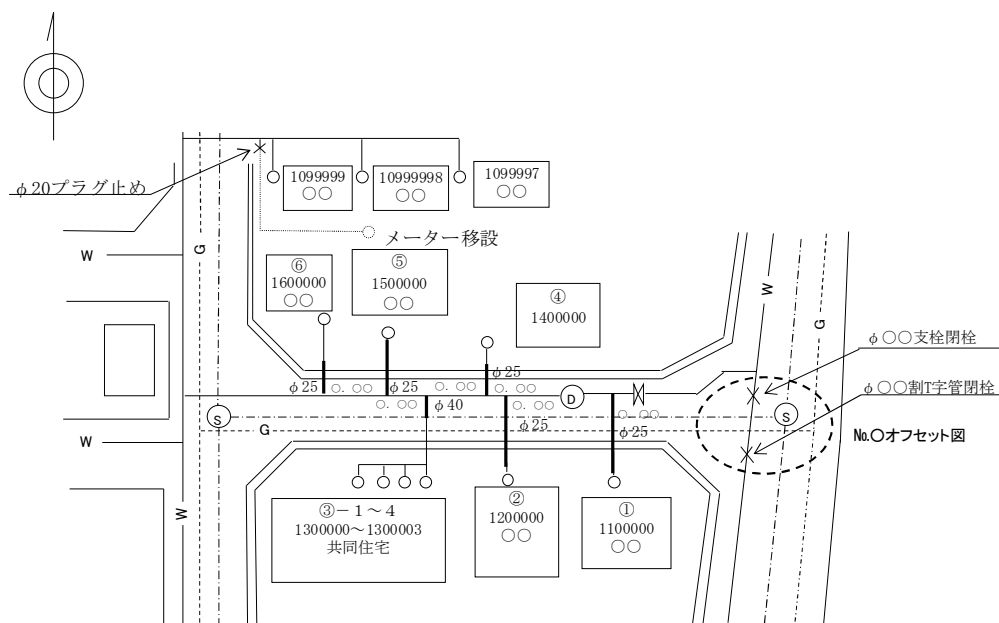 φ20プラグ止め
1099999
○○
10999998
○○
1099997
○○
メーター移設
G
W
⑥
1600000
○○
⑤
1500000
○○
④
1400000
W
G
φ○○支栓閉栓
φ25
○.○○
φ25
○.○○
φ25
○.○○
D
φ○○割T字管閉栓
○.○○
φ40
○.○○
φ25
○.○○
φ25
S
S
G
W
No.○オフセット図
W
③-1~4
1300000~1300003
共同住宅
②
1200000
○○
①
1100000
○○